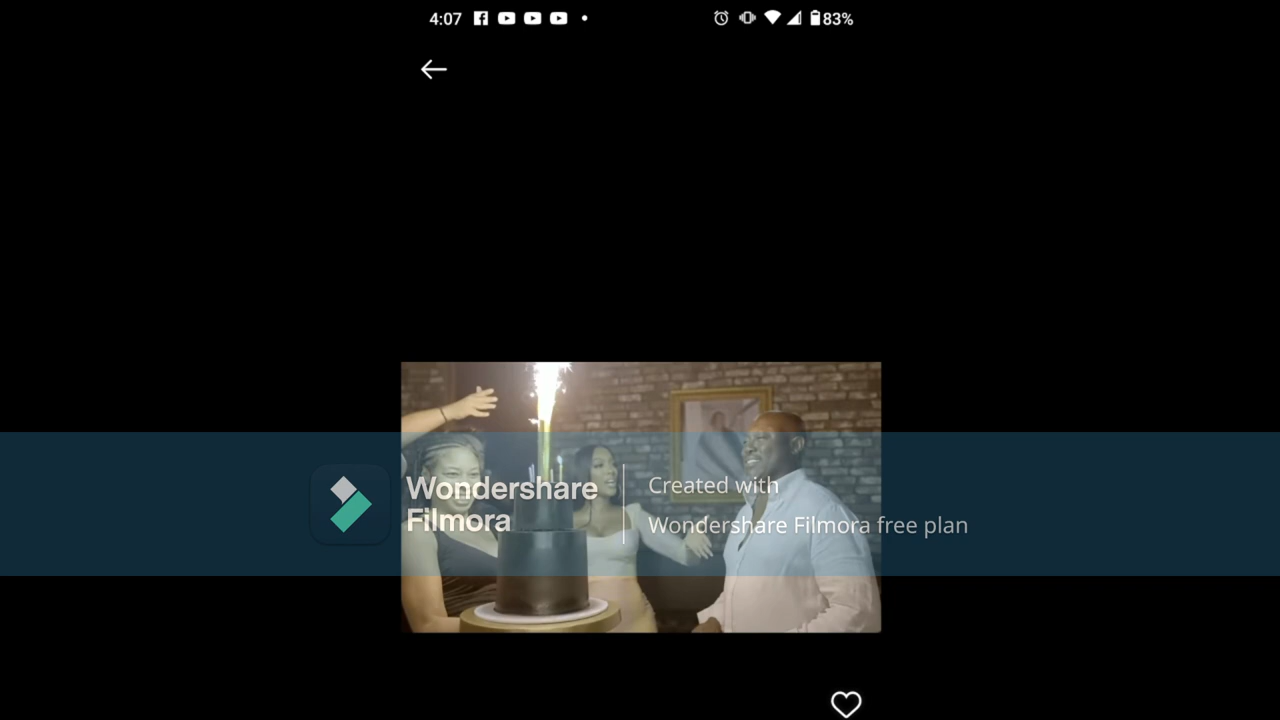 4:07
83%
Wondershare
Filmora
Created with
Wondershare Filmora free plan